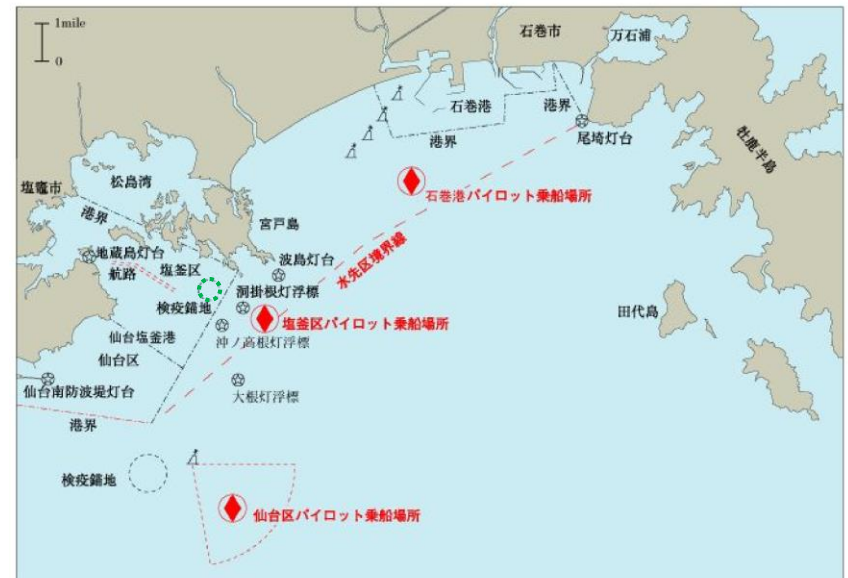 1mile
0
石巻市
万石浦
石巻港
港界
港界
尾埼灯台
牡鹿半島
塩竈市
松島湾
石巻港パイロット乗船場所
港界
宮戸島
地蔵島灯台
航路
塩釜区
波島灯台
水先区境界線
検疫錨地
洞掛根灯浮標
塩釜区パイロット乗船場所
田代島
仙台塩釜港
沖ノ高根灯浮標
仙台区
仙台南防波堤灯台
大根灯浮標
港界
検疫錨地
仙台区パイロット乗船場所